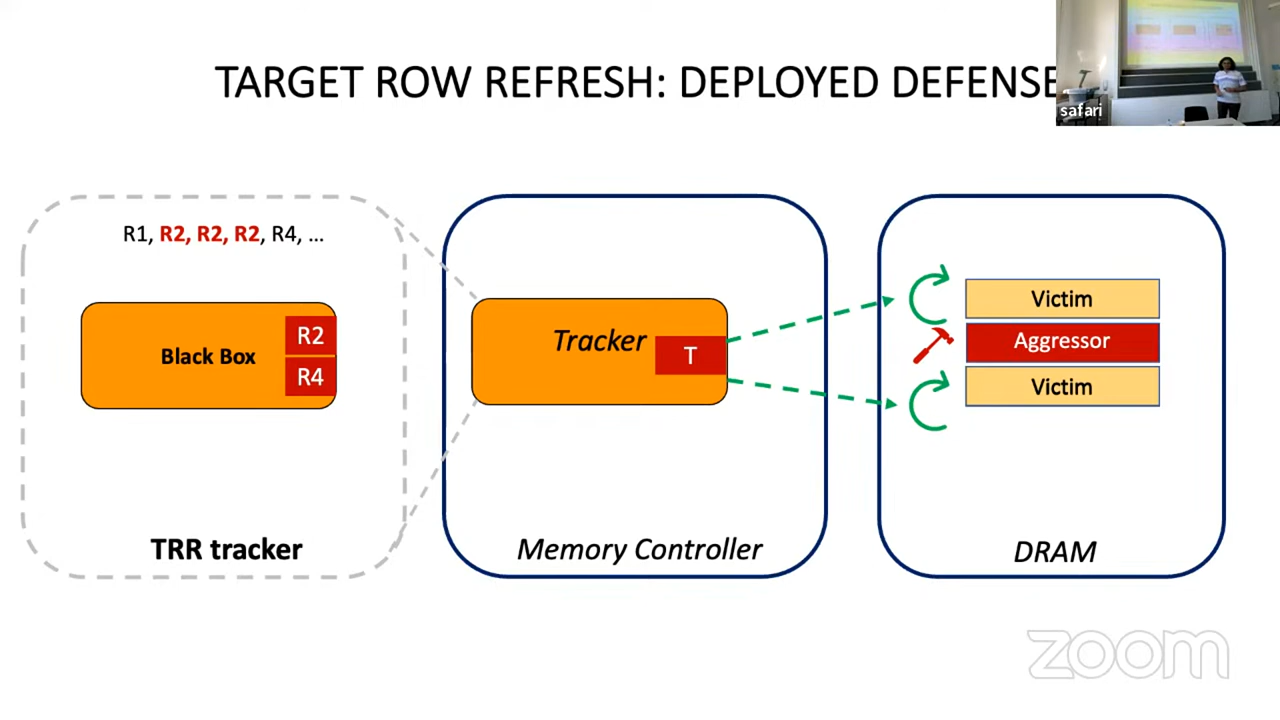 TARGET ROW REFRESH: DEPLOYED DEFENSE
safari
R1, R2, R2, R2, R4, ...
Black Box
R2
R4
TRR tracker
Tracker
T
Memory Controller
Victim
Aggressor
Victim
DRAM
zoom